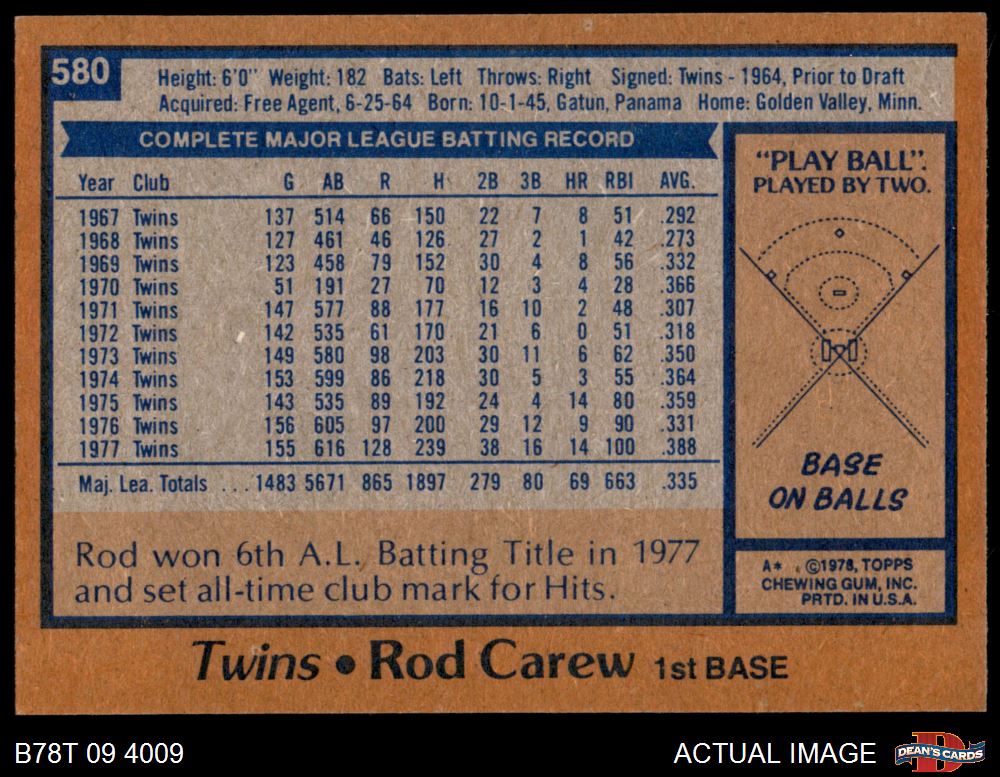 580
Height: 6'0" Weight: 182 Bats: Left Throws: Right Signed: Twins - 1964, Prior to Draft
Acquired: Free Agent, 6-25-64 Born: 10-1-45, Gatun, Panama Home: Golden Valley, Minn.
COMPLETE MAJOR LEAGUE BATTING RECORD
Year Club G AB R H 2B 3B HR RBI AVG.
1967 Twins 137 514 66 150 22 7 8 51 .292
1968 Twins 127 461 46 126 27 2 1 42 .273
1969 Twins 123 458 79 152 30 4 8 56 .332
1970 Twins 51 191 27 70 12 3 4 28 .366
1971 Twins 147 577 88 177 16 10 2 48 .307
1972 Twins 142 535 61 170 21 6 0 51 .318
1973 Twins 149 580 98 203 30 11 6 62 .350
1974 Twins 153 599 86 218 30 5 3 55 .364
1975 Twins 143 535 89 192 24 4 14 80 .359
1976 Twins 156 605 97 200 29 12 9 90 .331
1977 Twins 155 616 128 239 38 16 14 100 .388
Maj. Lea. Totals ...1483 5671 865 1897 279 80 69 663 .335
Rod won 6th A.L. Batting Title in 1977
and set all-time club mark for Hits.
"PLAY BALL".
PLAYED BY TWO.
BASE
ON BALLS
A* ©1978, TOPPS
CHEWING GUM, INC.
PRTD. IN U.S.A.
Twins • Rod Carew 1st BASE
B78T 09 4009
ACTUAL IMAGE
DEAN'S CARDS